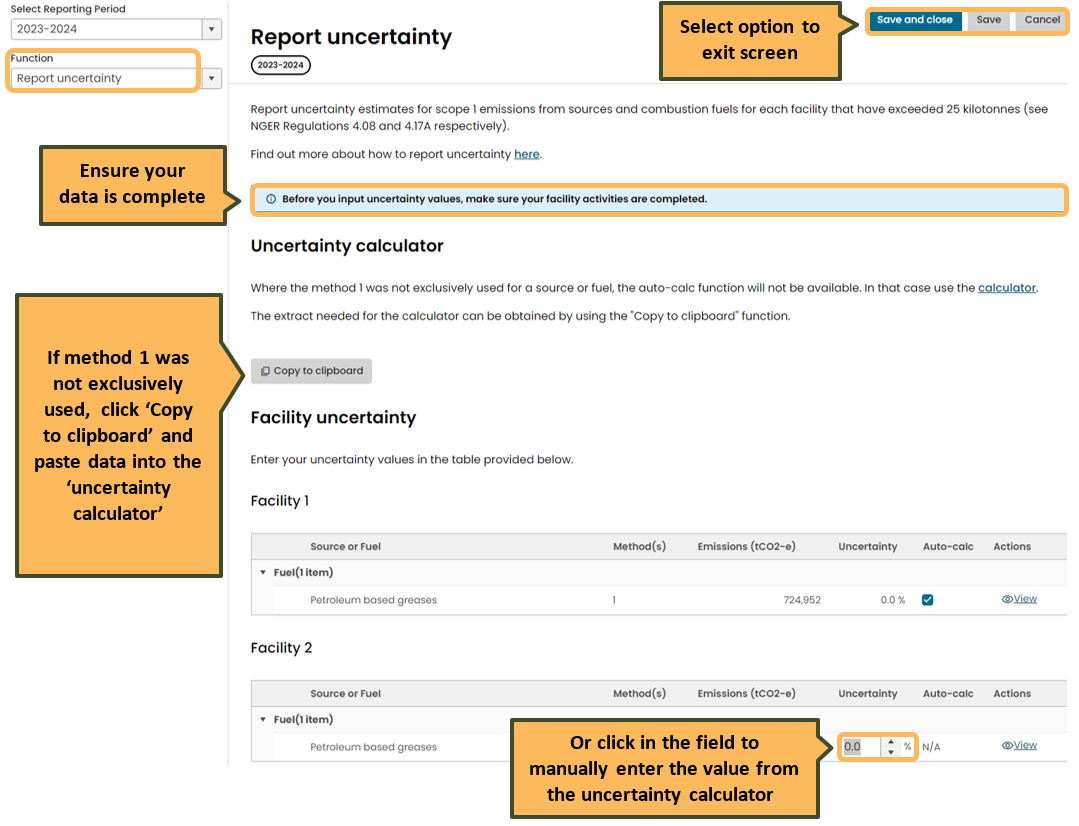 Select Reporting Period
2023-2024
Function
Report uncertainty
Report uncertainty
2023-2024
Select option to
exit screen
Save and close
Save
Cancel
Report uncertainty estimates for scope 1 emissions from sources and combustion fuels for each facility that have exceeded 25 kilotonnes (see
NGER Regulations 4.08 and 4.17A respectively).
Find out more about how to report uncertainty here.
Ensure your
data is complete
Before you input uncertainty values, make sure your facility activities are completed.
Uncertainty calculator
Where the method 1 was not exclusively used for a source or fuel, the auto-calc function will not be available. In that case use the calculator.
The extract needed for the calculator can be obtained by using the "Copy to clipboard" function.
If method 1 was
not exclusively
used, click ‘Copy
to clipboard’ and
paste data into the
‘uncertainty
calculator’
Copy to clipboard
Facility uncertainty
Enter your uncertainty values in the table provided below.
Facility 1
Source or Fuel Method(s) Emissions (tCO2-e) Uncertainty Auto-calc Actions
Fuel(1 item)
Petroleum based greases 1 724,952 0.0 % View
Facility 2
Source or Fuel Method(s) Emissions (tCO2-e) Uncertainty Auto-calc Actions
Fuel(1 item)
Petroleum based greases 0.0 % N/A View
Or click in the field to
manually enter the value from
the uncertainty calculator